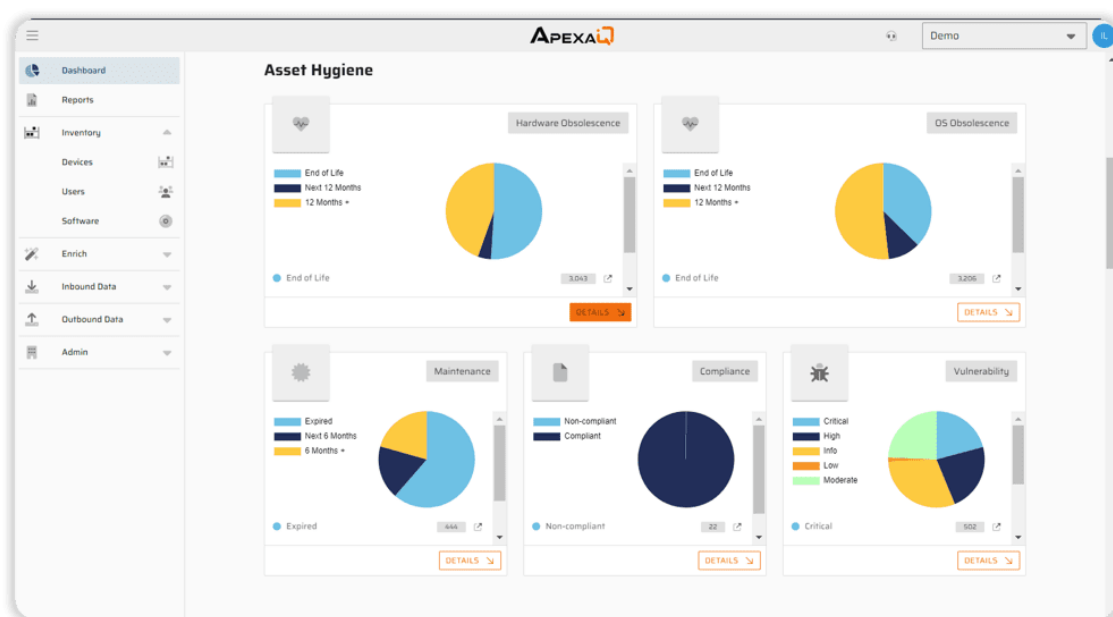 APEXAIQ
Demo
IL
Dashboard
Reports
Inventory
Devices
Users
Software
Enrich
Inbound Data
Outbound Data
Admin
Asset Hygiene
Hardware Obsolescence
End of Life
Next 12 Months
12 Months +
End of Life
3,043
DETAILS
OS Obsolescence
End of Life
Next 12 Months
12 Months +
End of Life
3,206
DETAILS
Maintenance
Expired
Next 6 Months
6 Months +
Expired
444
DETAILS
Compliance
Non-compliant
Compliant
Non-compliant
22
DETAILS
Vulnerability
Critical
High
Info
Low
Moderate
Critical
502
DETAILS